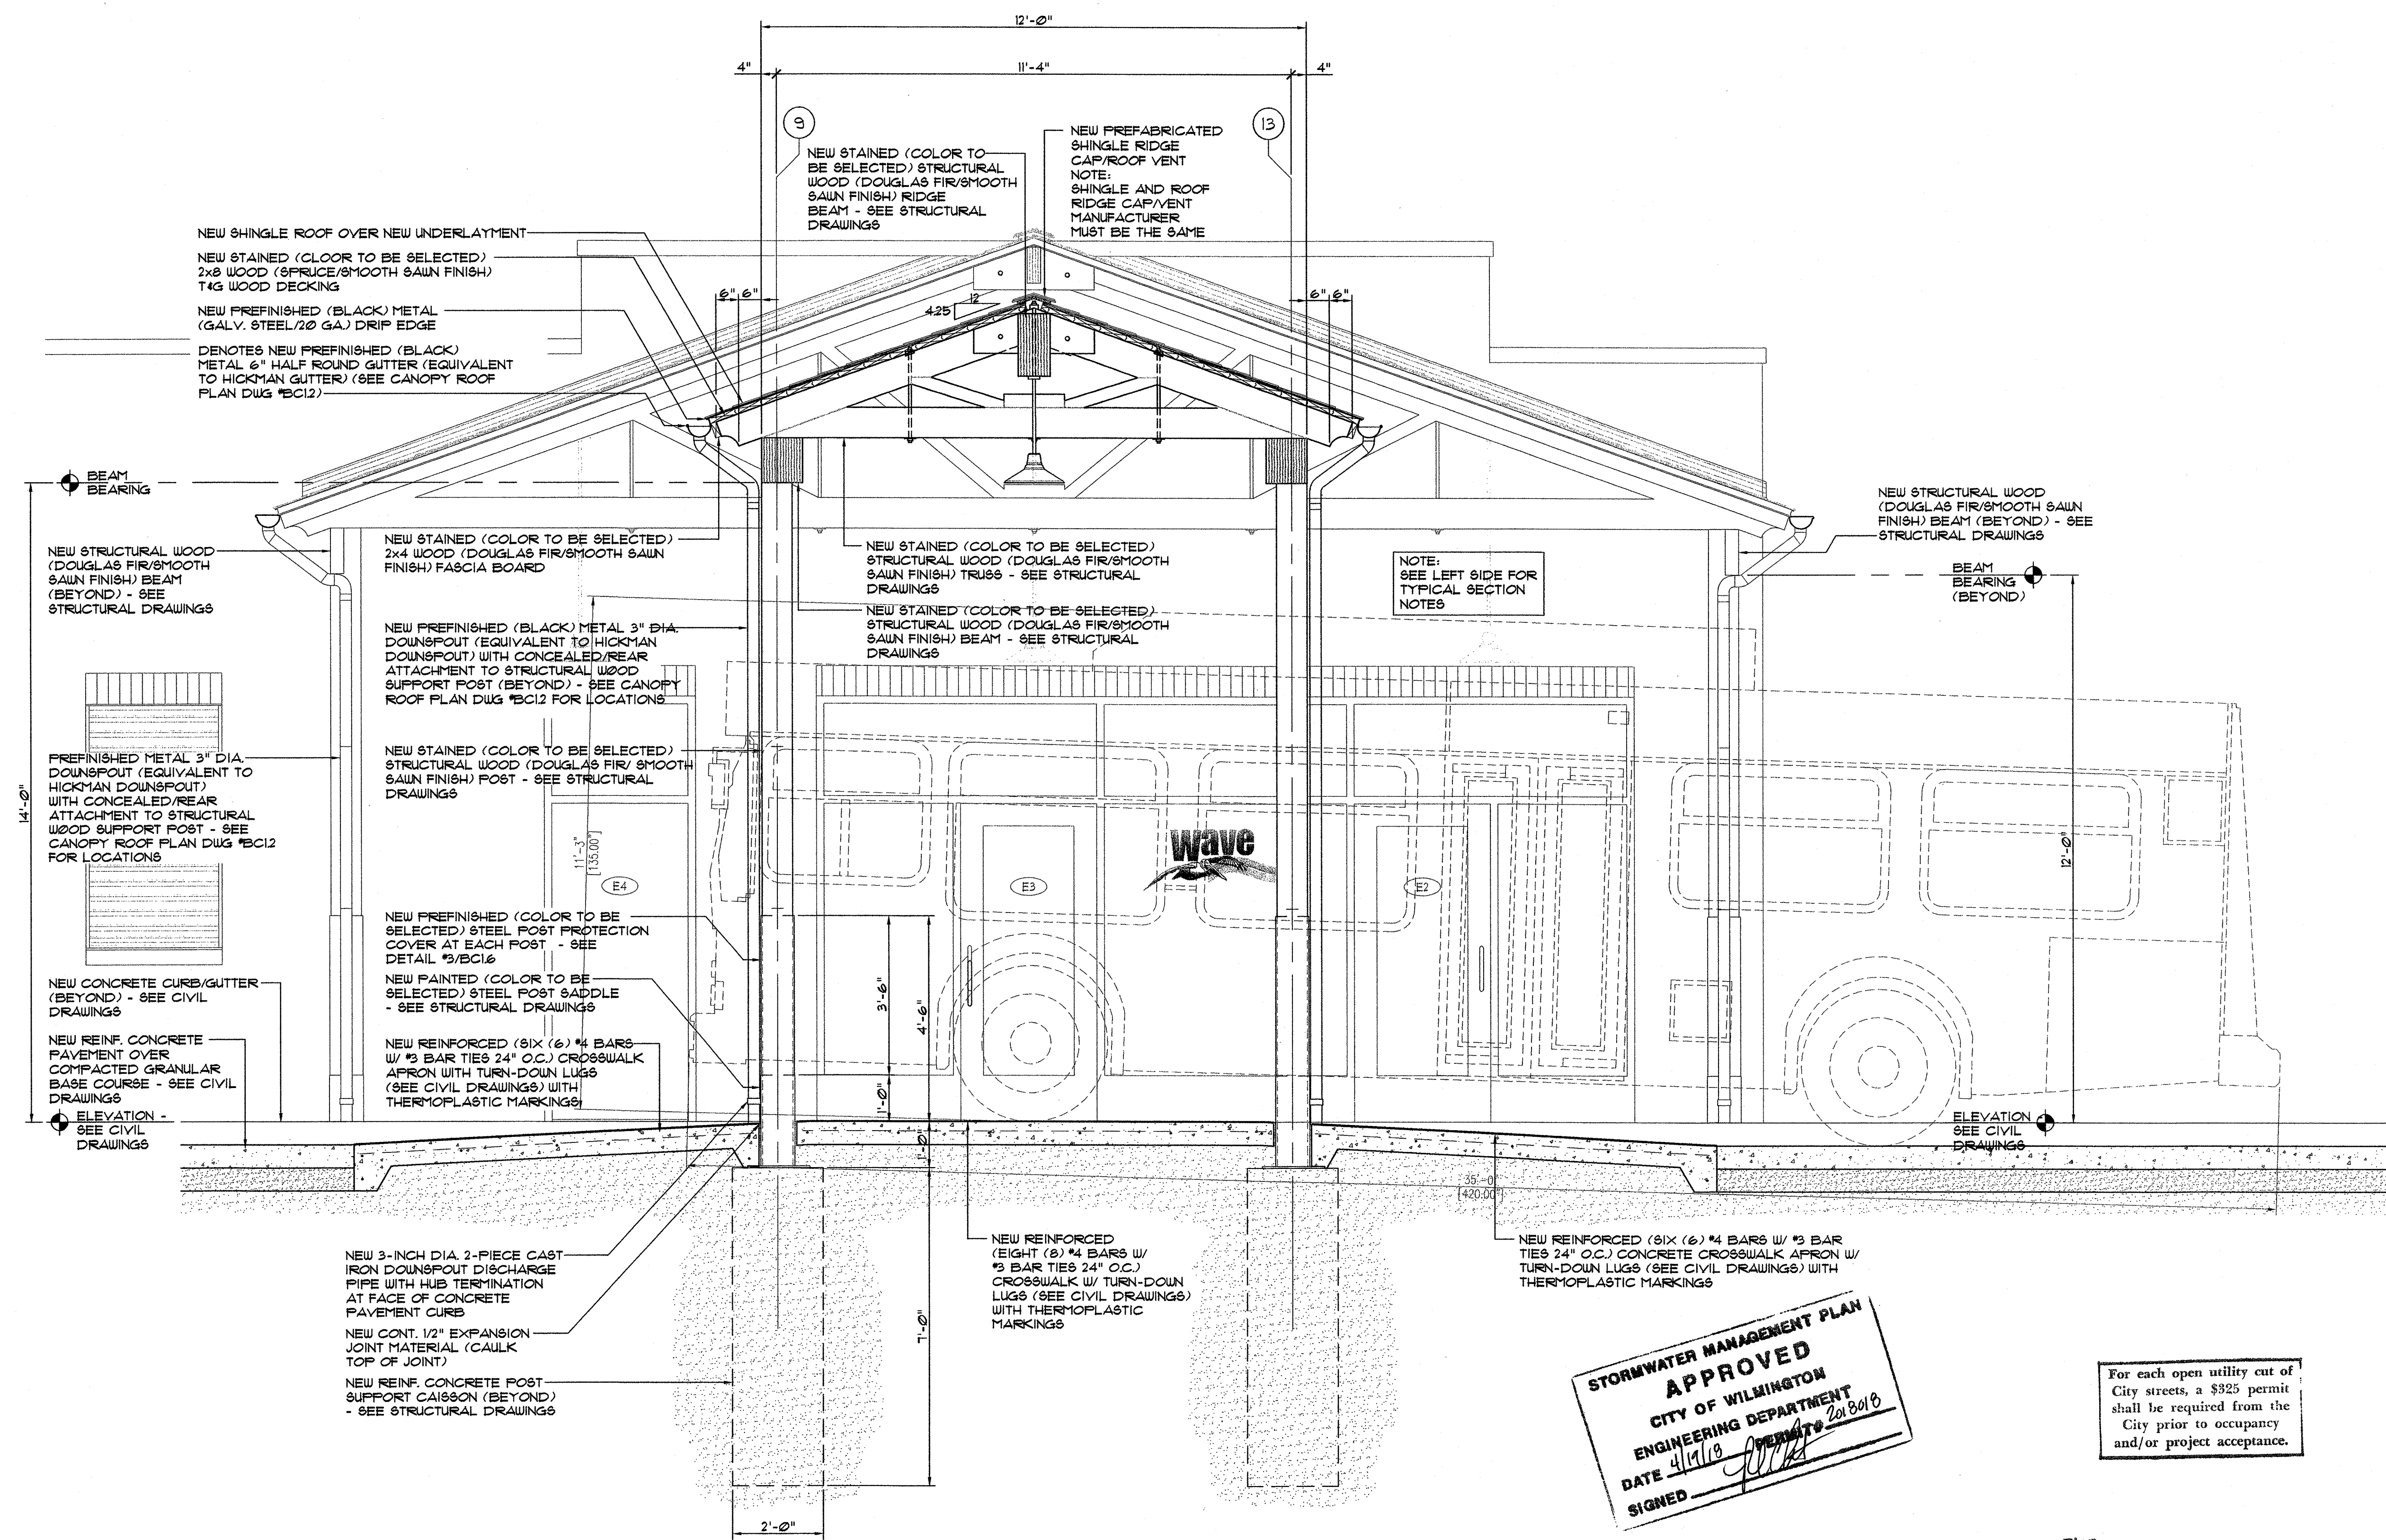 12'-0"
4"
11'-4"
4"
9
13
NEW STAINED (COLOR TO
BE SELECTED) STRUCTURAL
WOOD (DOUGLAS FIR/SMOOTH
SAWN FINISH) RIDGE
BEAM - SEE STRUCTURAL
DRAWINGS
NEW PREFABRICATED
SHINGLE RIDGE
CAP/ROOF VENT
NOTE:
SHINGLE AND ROOF
RIDGE CAP/VENT
MANUFACTURER
MUST BE THE SAME
NEW SHINGLE ROOF OVER NEW UNDERLAYMENT
NEW STAINED (CLOOR TO BE SELECTED)
2x8 WOOD (SPRUCE/SMOOTH SAWN FINISH)
T&G WOOD DECKING
NEW PREFINISHED (BLACK) METAL
(GALV. STEEL/20 GA.) DRIP EDGE
DENOTES NEW PREFINISHED (BLACK)
METAL 6" HALF ROUND GUTTER (EQUIVALENT
TO HICKMAN GUTTER) (SEE CANOPY ROOF
PLAN DWG #BC1.2)
6" 6"
12
4.25
6" 6"
BEAM
BEARING
14'-0"
NEW STRUCTURAL WOOD
(DOUGLAS FIR/SMOOTH
SAWN FINISH) BEAM
(BEYOND) - SEE
STRUCTURAL DRAWINGS
NEW STAINED (COLOR TO BE SELECTED)
2x4 WOOD (DOUGLAS FIR/SMOOTH SAWN
FINISH) FASCIA BOARD
NEW STAINED (COLOR TO BE SELECTED)
STRUCTURAL WOOD (DOUGLAS FIR/SMOOTH
SAWN FINISH) TRUSS - SEE STRUCTURAL
DRAWINGS
NEW STAINED (COLOR TO BE SELECTED)
STRUCTURAL WOOD (DOUGLAS FIR/SMOOTH
SAWN FINISH) BEAM - SEE STRUCTURAL
DRAWINGS
NOTE:
SEE LEFT SIDE FOR
TYPICAL SECTION
NOTES
NEW STRUCTURAL WOOD
(DOUGLAS FIR/SMOOTH SAWN
FINISH) BEAM (BEYOND) - SEE
STRUCTURAL DRAWINGS
BEAM
BEARING
(BEYOND)
12'-0"
NEW PREFINISHED (BLACK) METAL 3" DIA.
DOWNSPOUT (EQUIVALENT TO HICKMAN
DOWNSPOUT) WITH CONCEALED/REAR
ATTACHMENT TO STRUCTURAL WOOD
SUPPORT POST (BEYOND) - SEE CANOPY
ROOF PLAN DWG #BC1.2 FOR LOCATIONS
PREFINISHED METAL 3" DIA.
DOWNSPOUT (EQUIVALENT TO
HICKMAN DOWNSPOUT)
WITH CONCEALED/REAR
ATTACHMENT TO STRUCTURAL
WOOD SUPPORT POST - SEE
CANOPY ROOF PLAN DWG #BC1.2
FOR LOCATIONS
NEW STAINED (COLOR TO BE SELECTED)
STRUCTURAL WOOD (DOUGLAS FIR/ SMOOTH
SAWN FINISH) POST - SEE STRUCTURAL
DRAWINGS
11'-3"
[135.00"]
E4
E3
wave
E2
NEW PREFINISHED (COLOR TO BE
SELECTED) STEEL POST PROTECTION
COVER AT EACH POST - SEE
DETAIL #3/BC1.6
NEW PAINTED (COLOR TO BE
SELECTED) STEEL POST SADDLE
- SEE STRUCTURAL DRAWINGS
3'-6"
4'-6"
1'-0"
1'-0"
NEW CONCRETE CURB/GUTTER
(BEYOND) - SEE CIVIL
DRAWINGS
NEW REINF. CONCRETE
PAVEMENT OVER
COMPACTED GRANULAR
BASE COURSE - SEE CIVIL
DRAWINGS
ELEVATION -
SEE CIVIL
DRAWINGS
NEW REINFORCED (SIX (6) #4 BARS
W/ #3 BAR TIES 24" O.C.) CROSSWALK
APRON WITH TURN-DOWN LUGS
(SEE CIVIL DRAWINGS) WITH
THERMOPLASTIC MARKINGS
ELEVATION
SEE CIVIL
DRAWINGS
35'-0"
[420.00"]
NEW 3-INCH DIA. 2-PIECE CAST
IRON DOWNSPOUT DISCHARGE
PIPE WITH HUB TERMINATION
AT FACE OF CONCRETE
PAVEMENT CURB
NEW CONT. 1/2" EXPANSION
JOINT MATERIAL (CAULK
TOP OF JOINT)
NEW REINF. CONCRETE POST
SUPPORT CAISSON (BEYOND)
- SEE STRUCTURAL DRAWINGS
7'-0"
2'-0"
NEW REINFORCED
(EIGHT (8) #4 BARS W/
#3 BAR TIES 24" O.C.)
CROSSWALK W/ TURN-DOWN
LUGS (SEE CIVIL DRAWINGS)
WITH THERMOPLASTIC
MARKINGS
NEW REINFORCED (SIX (6) #4 BARS W/ #3 BAR
TIES 24" O.C.) CONCRETE CROSSWALK APRON W/
TURN-DOWN LUGS (SEE CIVIL DRAWINGS) WITH
THERMOPLASTIC MARKINGS
STORMWATER MANAGEMENT PLAN
APPROVED
CITY OF WILMINGTON
ENGINEERING DEPARTMENT
DATE 4/19/18 PERMIT# 2018018
SIGNED
For each open utility cut of
City streets, a $325 permit
shall be required from the
City prior to occupancy
and/or project acceptance.